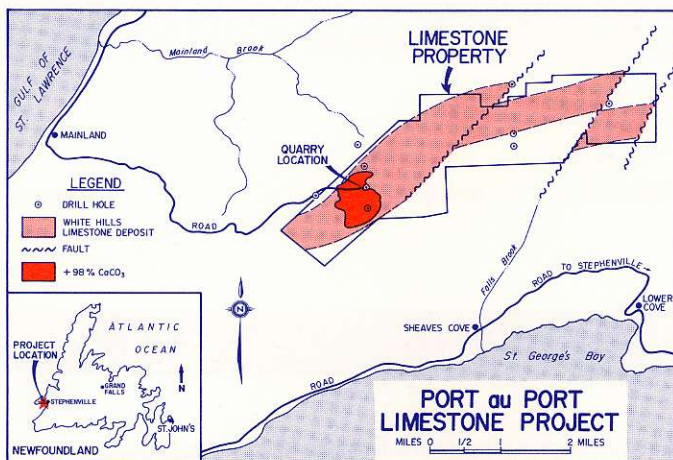 GULF OF
ST. LAWRENCE
Mainland Brook
MAINLAND
LIMESTONE
PROPERTY
QUARRY
LOCATION
LEGEND
DRILL HOLE
WHITE HILLS
LIMESTONE DEPOSIT
FAULT
+98 % CaCO3
ROAD
N
Falls Brook
ROAD TO STEPHENVILLE
LOWER
COVE
SHEAVES COVE
St. George's Bay
ROAD
PROJECT
LOCATION
ATLANTIC
OCEAN
N
GRAND
FALLS
STEPHENVILLE
ST. JOHN'S
NEWFOUNDLAND
PORT au PORT
LIMESTONE PROJECT
MILES 0 1/2 1 2 MILES